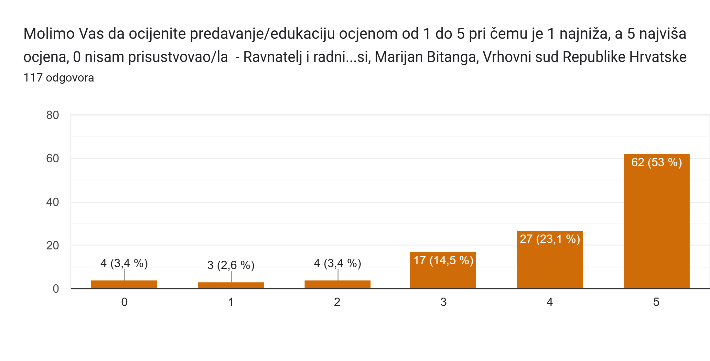 Molimo Vas da ocijenite predavanje/edukaciju ocjenom od 1 do 5 pri čemu je 1 najniža, a 5 najviša
ocjena, 0 nisam prisustvovao/la - Ravnatelj i radni...si, Marijan Bitanga, Vrhovni sud Republike Hrvatske
117 odgovora
80
60
40
20
0
4 (3,4 %)
3 (2,6 %)
4 (3,4 %)
17 (14,5 %)
27 (23,1 %)
62 (53 %)
0 1 2 3 4 5